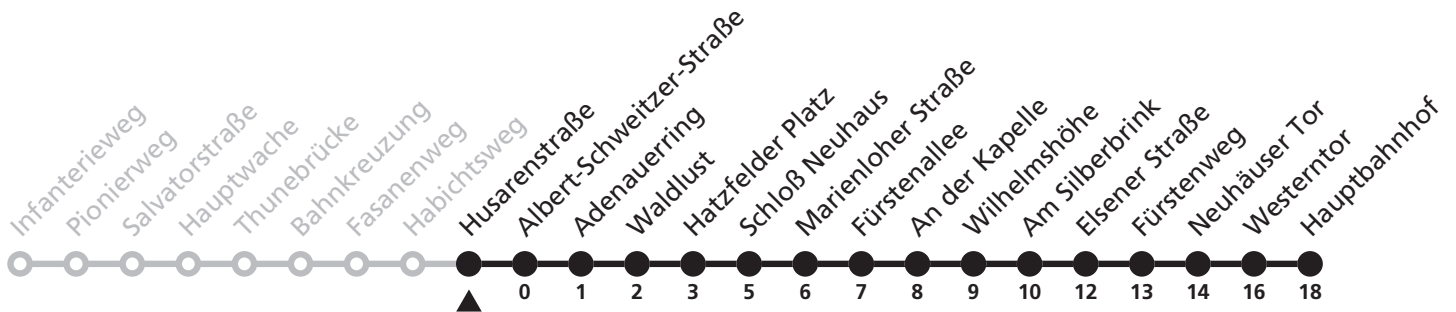 Infanterieweg
Pionierweg
Salvatorstraße
Hauptwache
Thunebrücke
Bahnkreuzung
Fasanenweg
Habichtsweg
Husarenstraße
Albert-Schweitzer-Straße
Adenauerring
Waldlust
Hatzfelder Platz
Schloß Neuhaus
Marienloher Straße
Fürstenallee
An der Kapelle
Wilhelmshöhe
Am Silberbrink
Elsener Straße
Fürstenweg
Neuhäuser Tor
Westerntor
Hauptbahnhof
0 1 2 3 5 6 7 8 9 10 12 13 14 16 18